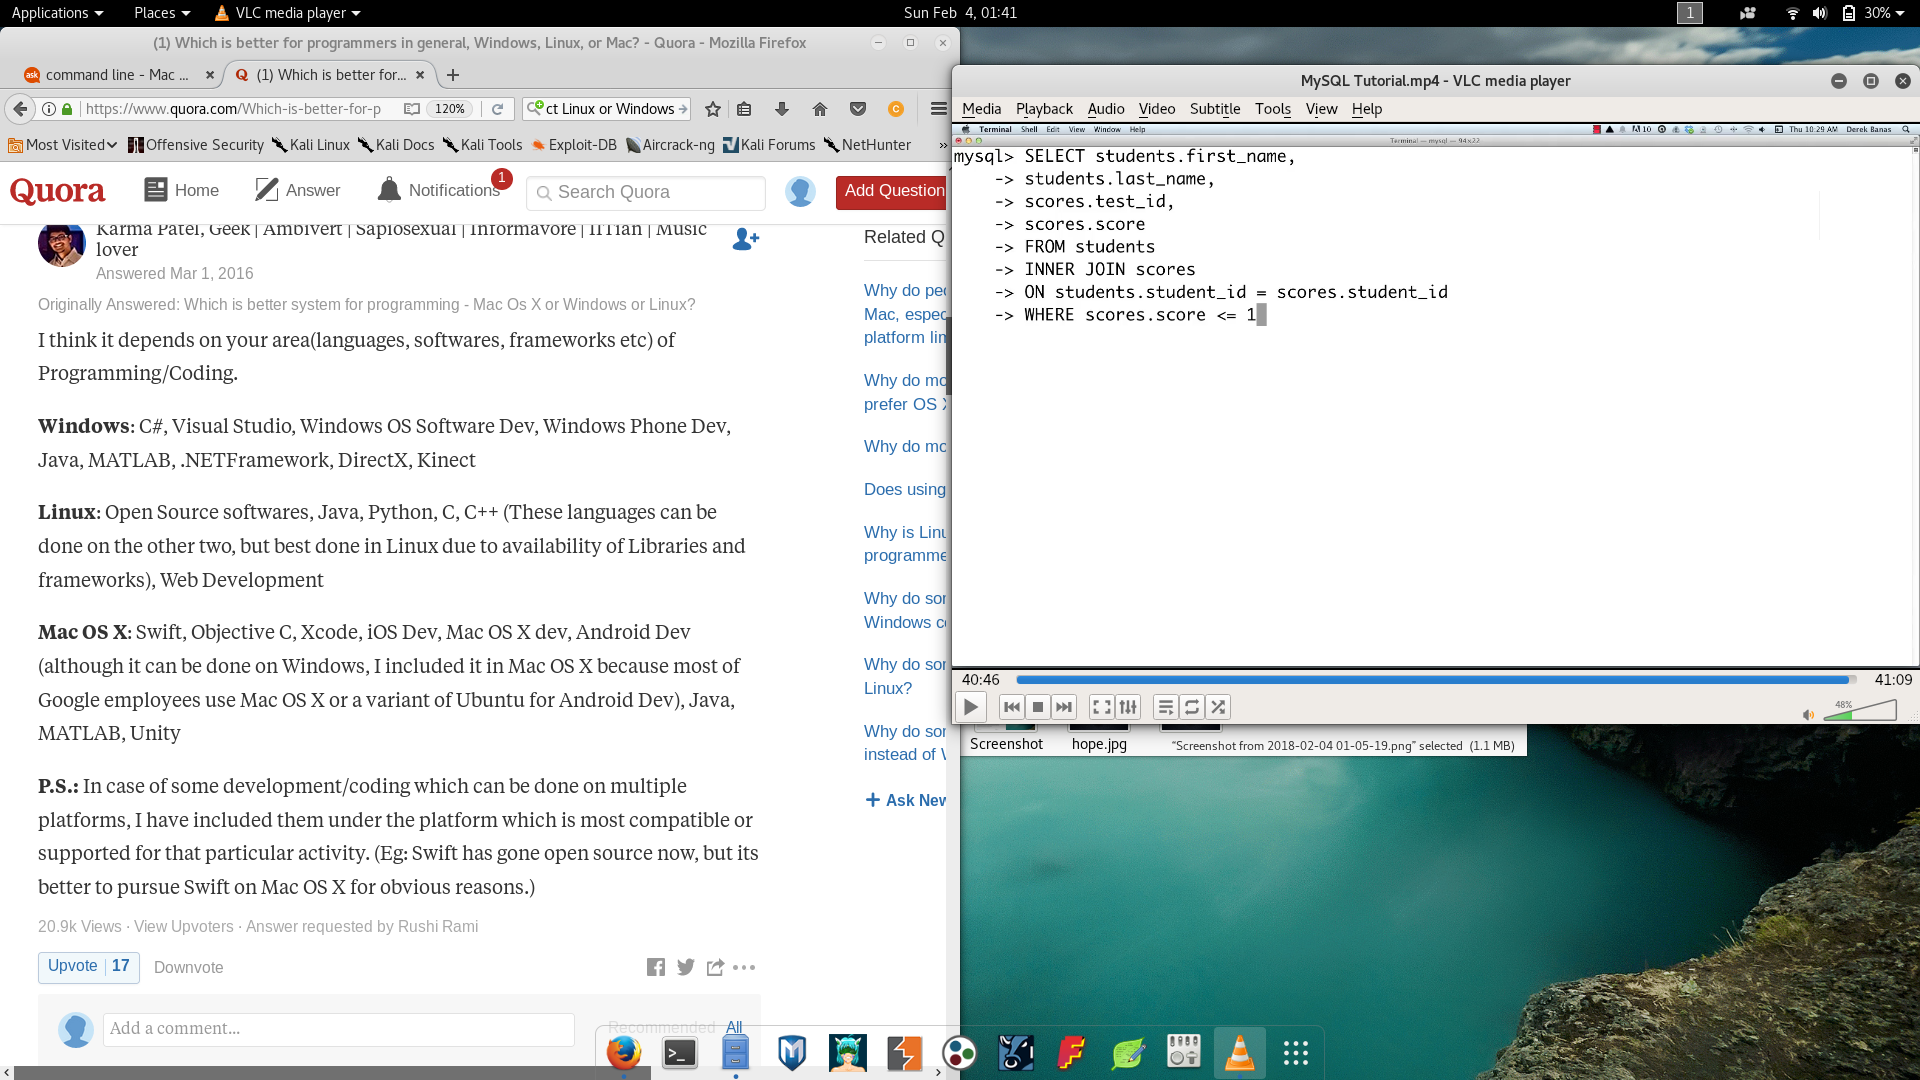 Applications
Places
VLC media player
Sun Feb 4, 01:41
1
30%
(1) Which is better for programmers in general, Windows, Linux, or Mac? - Quora - Mozilla Firefox
ask
command line - Mac ...
(1) Which is better for...
https://www.quora.com/Which-is-better-for-p
120%
ct Linux or Windows
Most Visited
Offensive Security
Kali Linux
Kali Docs
Kali Tools
Exploit-DB
Aircrack-ng
Kali Forums
NetHunter
»
Quora
Home
Answer
Notifications
1
Search Quora
Add Question
Karma Patel, Geek | Ambivert | Sapiosexual | Informavore | IITian | Music
lover
Answered Mar 1, 2016
Originally Answered: Which is better system for programming - Mac Os X or Windows or Linux?
I think it depends on your area(languages, softwares, frameworks etc) of
Programming/Coding.
Windows: C#, Visual Studio, Windows OS Software Dev, Windows Phone Dev,
Java, MATLAB, .NETFramework, DirectX, Kinect
Linux: Open Source softwares, Java, Python, C, C++ (These languages can be
done on the other two, but best done in Linux due to availability of Libraries and
frameworks), Web Development
Mac OS X: Swift, Objective C, Xcode, iOS Dev, Mac OS X dev, Android Dev
(although it can be done on Windows, I included it in Mac OS X because most of
Google employees use Mac OS X or a variant of Ubuntu for Android Dev), Java,
MATLAB, Unity
P.S.: In case of some development/coding which can be done on multiple
platforms, I have included them under the platform which is most compatible or
supported for that particular activity. (Eg: Swift has gone open source now, but its
better to pursue Swift on Mac OS X for obvious reasons.)
20.9k Views · View Upvoters · Answer requested by Rushi Rami
Upvote | 17
Downvote
Add a comment...
Recommended
All
Related Q
Why do peo
Mac, espec
platform lim
Why do mo
prefer OS X
Why do mo
Does using
Why is Linu
programme
Why do sor
Windows co
Why do sor
Linux?
Why do sor
instead of W
Ask New
MySQL Tutorial.mp4 - VLC media player
Media
Playback
Audio
Video
Subtitle
Tools
View
Help
Terminal
Shell
Edit
View
Window
Help
10
Thu 10:29 AM
Derek Banas
Terminal — mysql — 94×22
mysql> SELECT students.first_name,
-> students.last_name,
-> scores.test_id,
-> scores.score
-> FROM students
-> INNER JOIN scores
-> ON students.student_id = scores.student_id
-> WHERE scores.score <= 1
40:46
41:09
48%
Screenshot
hope.jpg
“Screenshot from 2018-02-04 01-05-19.png” selected (1.1 MB)